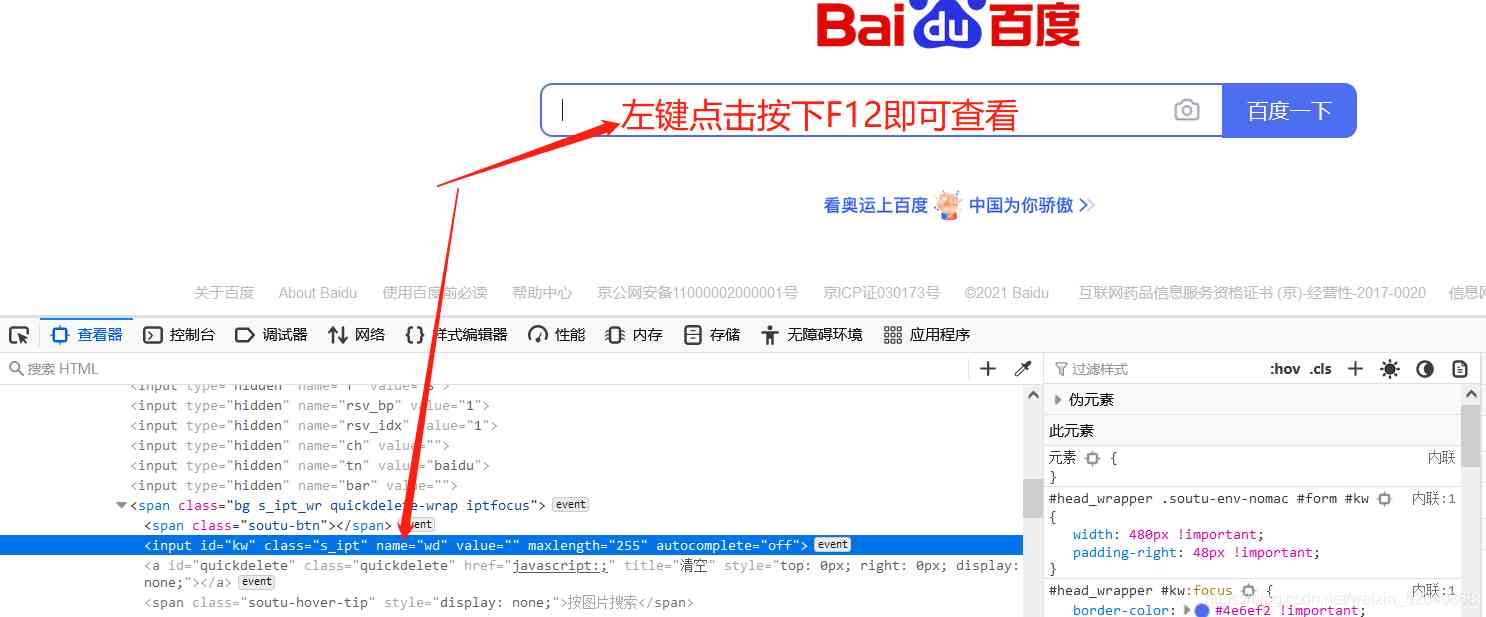 Bai du 百度
左键点击按下F12即可查看
百度一下
看奥运上百度 中国为你骄傲
关于百度 About Baidu 使用百度前必读 帮助中心 京公网安备11000002000001号 京ICP证030173号 ©2021 Baidu 互联网药品信息服务资格证书 (京)-经营性-2017-0020 信息网
查看器 控制台 调试器 网络 样式编辑器 性能 内存 存储 无障碍环境 应用程序
搜索 HTML
过滤样式 :hov .cls
<input type="hidden" name="f" value="8">
<input type="hidden" name="rsv_bp" value="1">
<input type="hidden" name="rsv_idx" value="1">
<input type="hidden" name="ch" value="">
<input type="hidden" name="tn" value="baidu">
<input type="hidden" name="bar" value="">
<span class="bg s_ipt_wr quickdelete-wrap iptfocus"> event
<span class="soutu-btn"></span> event
<input id="kw" class="s_ipt" name="wd" value="" maxlength="255" autocomplete="off"> event
<a id="quickdelete" class="quickdelete" href="javascript:;" title="清空" style="top: 0px; right: 0px; display:
none;"></a> event
<span class="soutu-hover-tip" style="display: none;">按图片搜索</span>
伪元素
此元素
元素 { 内联
}
#head_wrapper .soutu-env-nomac #form #kw 内联:1
{
width: 480px !important;
padding-right: 48px !important;
}
#head_wrapper #kw:focus { 内联:1
border-color: #4e6ef2 !important;